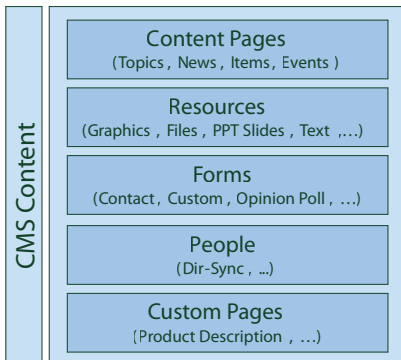 CMS Content
Content Pages
(Topics , News , Items, Events )
Resources
(Graphics , Files , PPT Slides , Text ,...)
Forms
(Contact , Custom , Opinion Poll , ...)
People
(Dir-Sync , ...)
Custom Pages
(Product Description , ...)